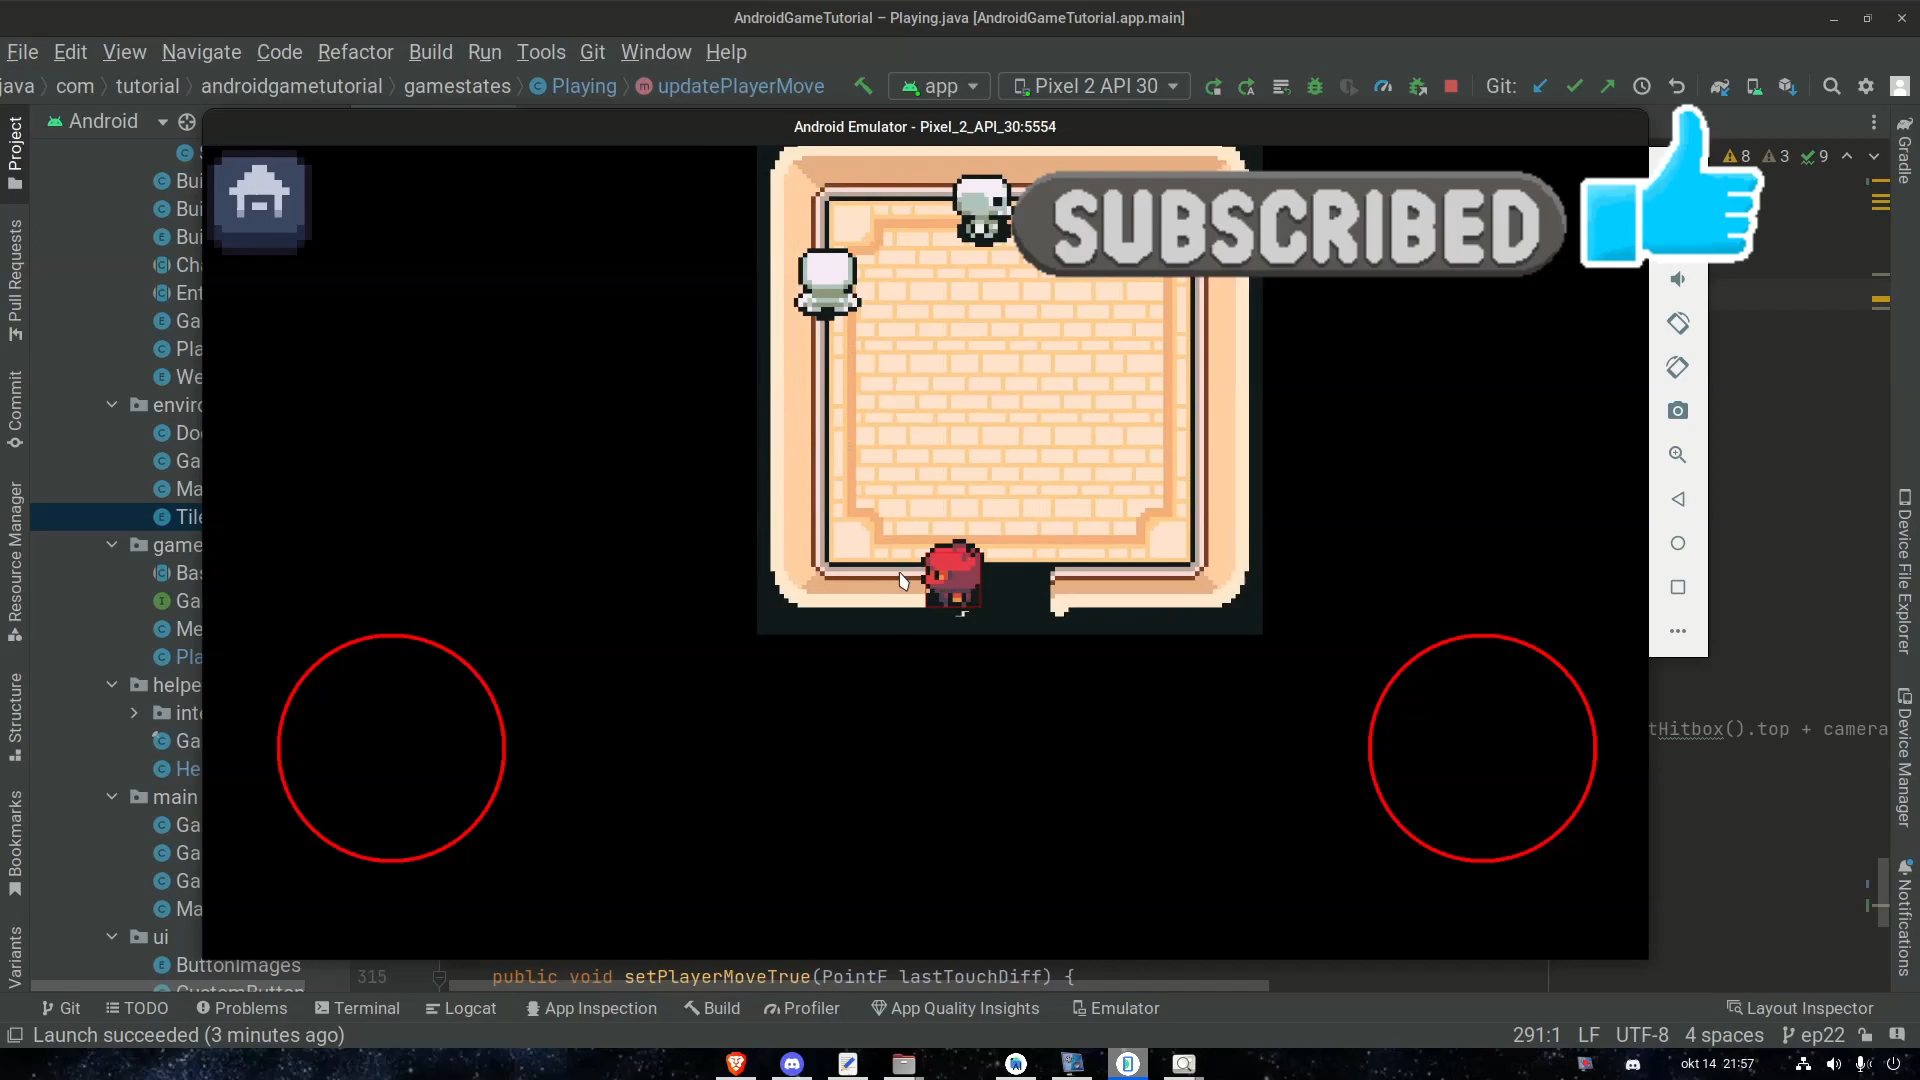 AndroidGameTutorial – Playing.java [AndroidGameTutorial.app.main]
File Edit View Navigate Code Refactor Build Run Tools Git Window Help
java com tutorial androidgametutorial gamestates Playing updatePlayerMove app Pixel 2 API 30 Git:
Project
Android
Android Emulator - Pixel_2_API_30:5554
8 3 9
Gradle
SUBSCRIBED
Bui
Bui
Bui
Cha
Ent
Ga
Pla
We
enviro
Do
Ga
Ma
Tile
game
Bas
Ga
Me
Pla
helpe
inte
Ga
He
main
Ga
Ga
Ga
Ma
ui
ButtonImages
CustomButton
Pull Requests
Commit
Resource Manager
Structure
Bookmarks
Variants
Device File Explorer
Device Manager
Notifications
tHitbox().top + camera
315 public void setPlayerMoveTrue(PointF lastTouchDiff) {
Git TODO Problems Terminal Logcat App Inspection Build Profiler App Quality Insights Emulator Layout Inspector
Launch succeeded (3 minutes ago) 291:1 LF UTF-8 4 spaces ep22
okt 14 21:57